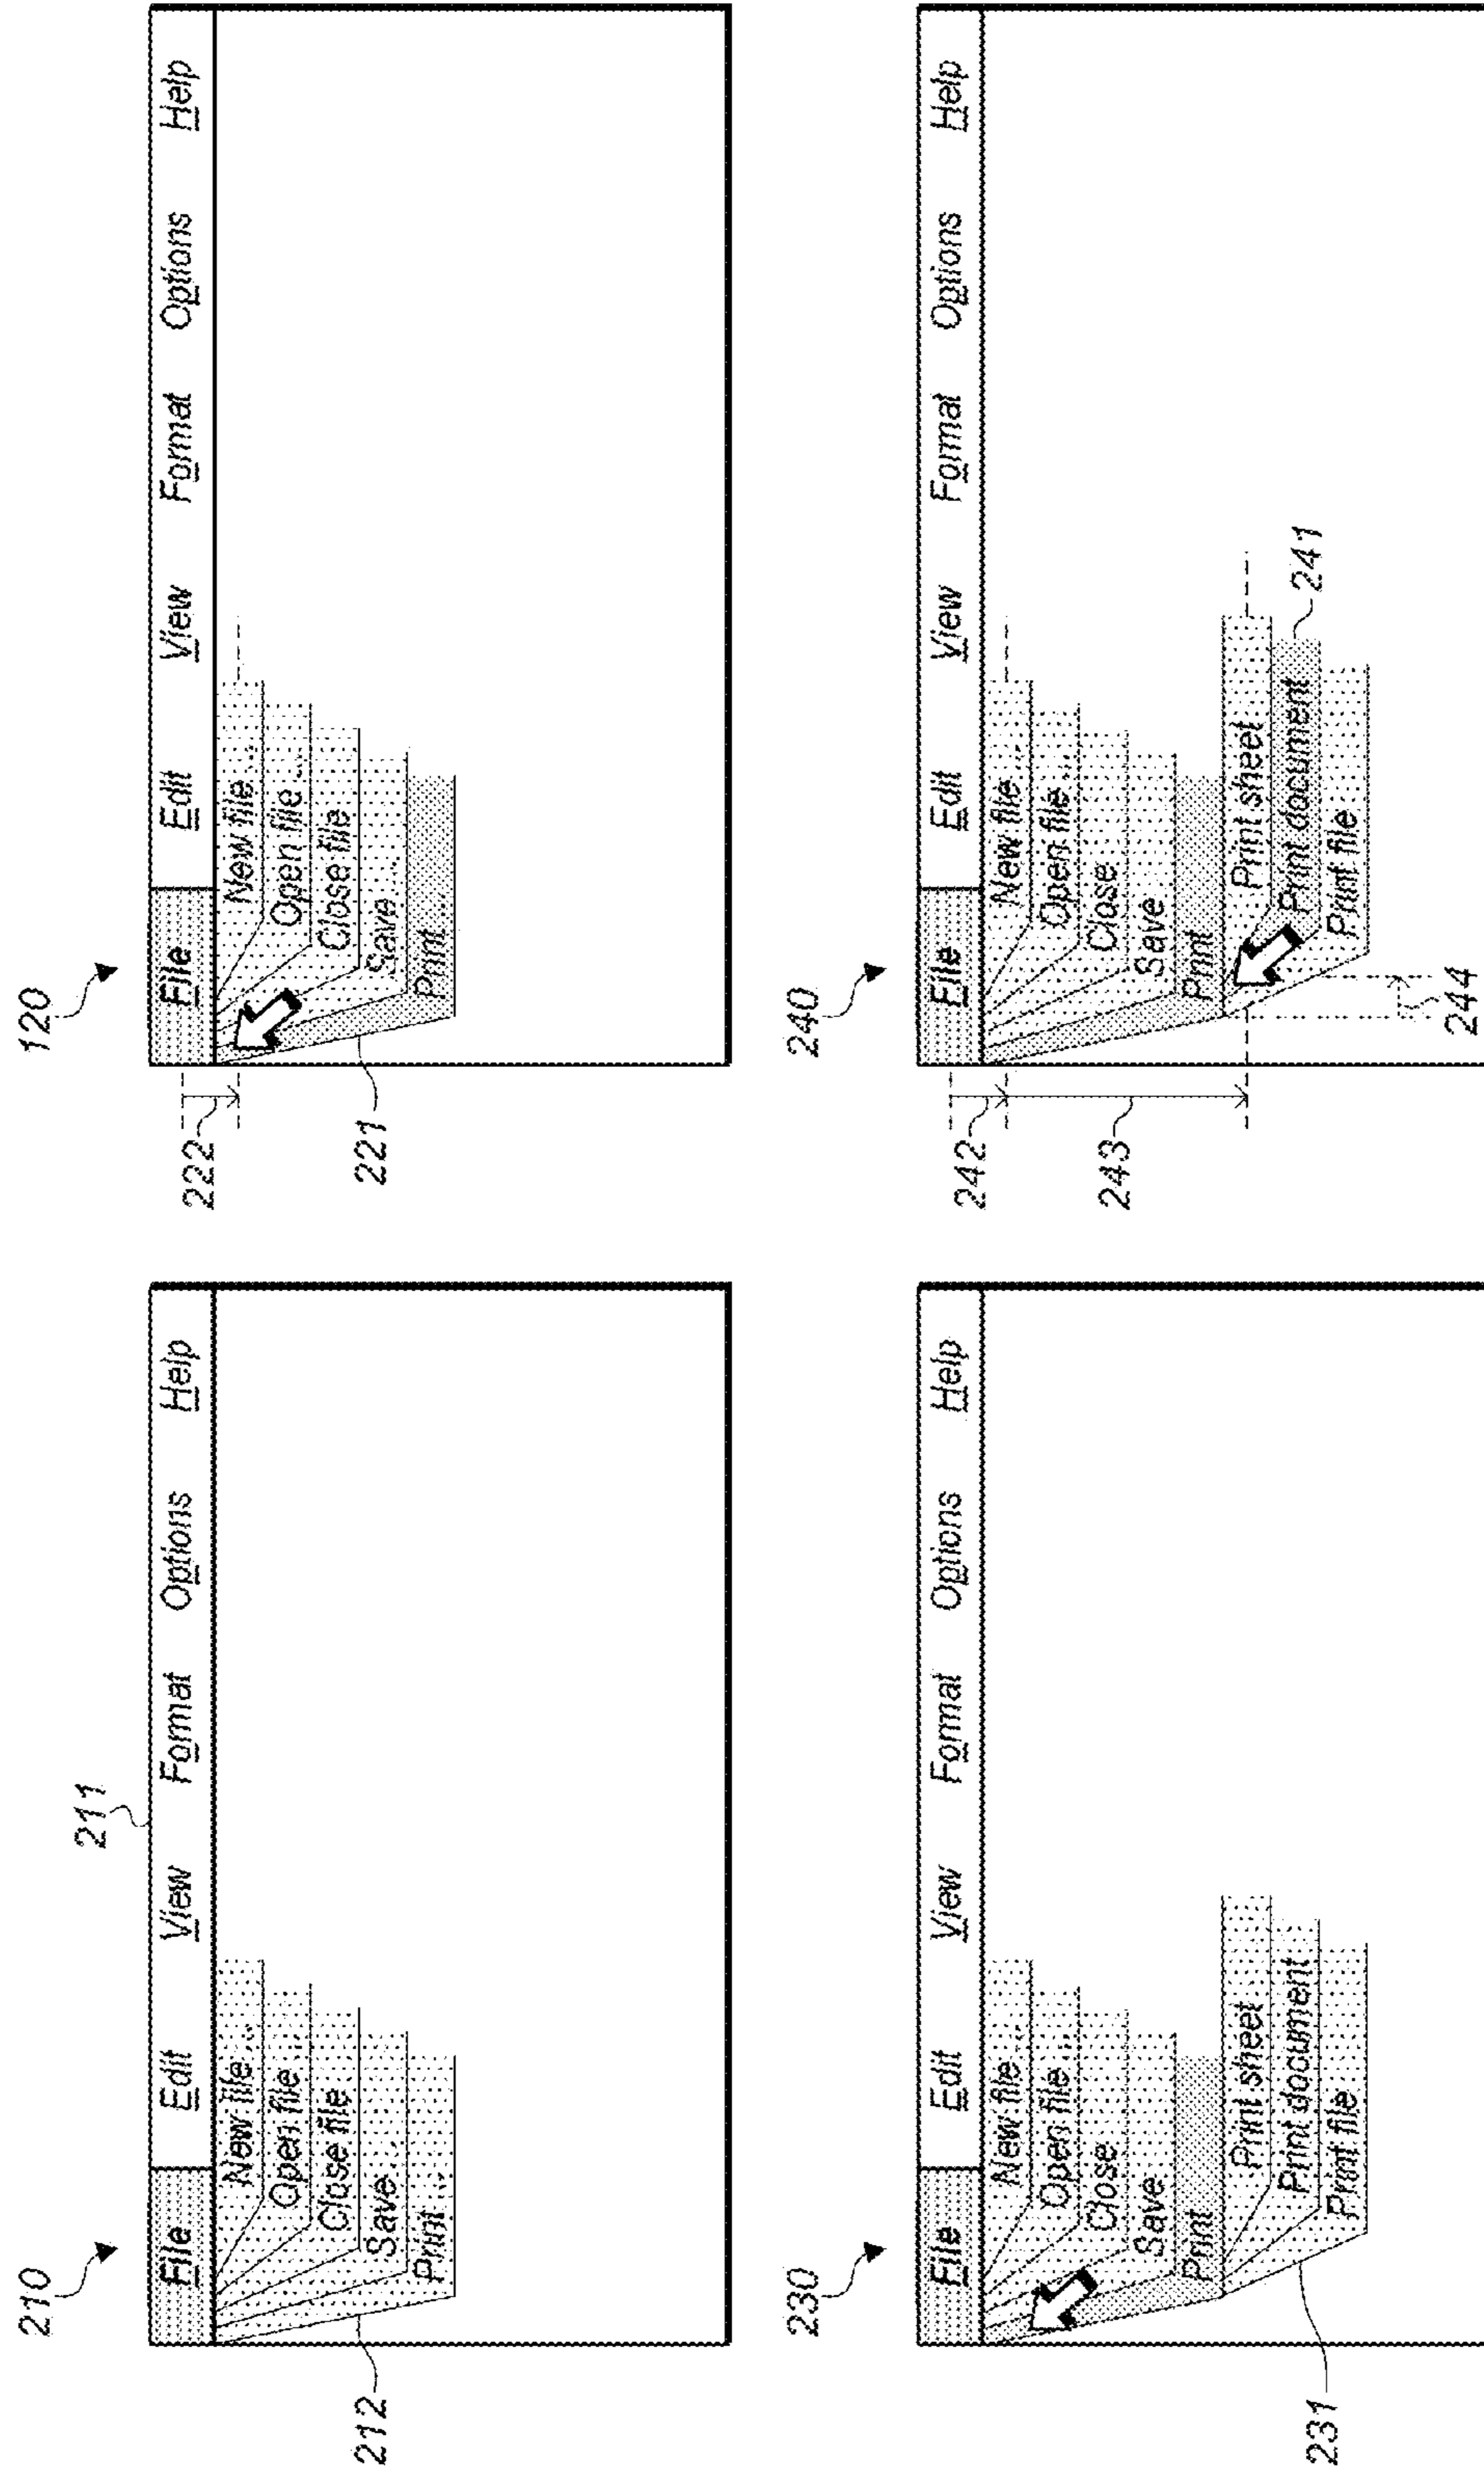 210
211
File Edit View Format Options Help
New file...
Open file...
Close file
Save
Print...
212
120
File Edit View Format Options Help
New file...
Open file...
Close file
Save...
Print
222
221
230
File Edit View Format Options Help
New file...
Open file...
Close
Save
Print
Print sheet
Print document
Print file
231
240
File Edit View Format Options Help
New file...
Open file...
Close
Save
Print
Print sheet
Print document
Print file
241
242
243
244